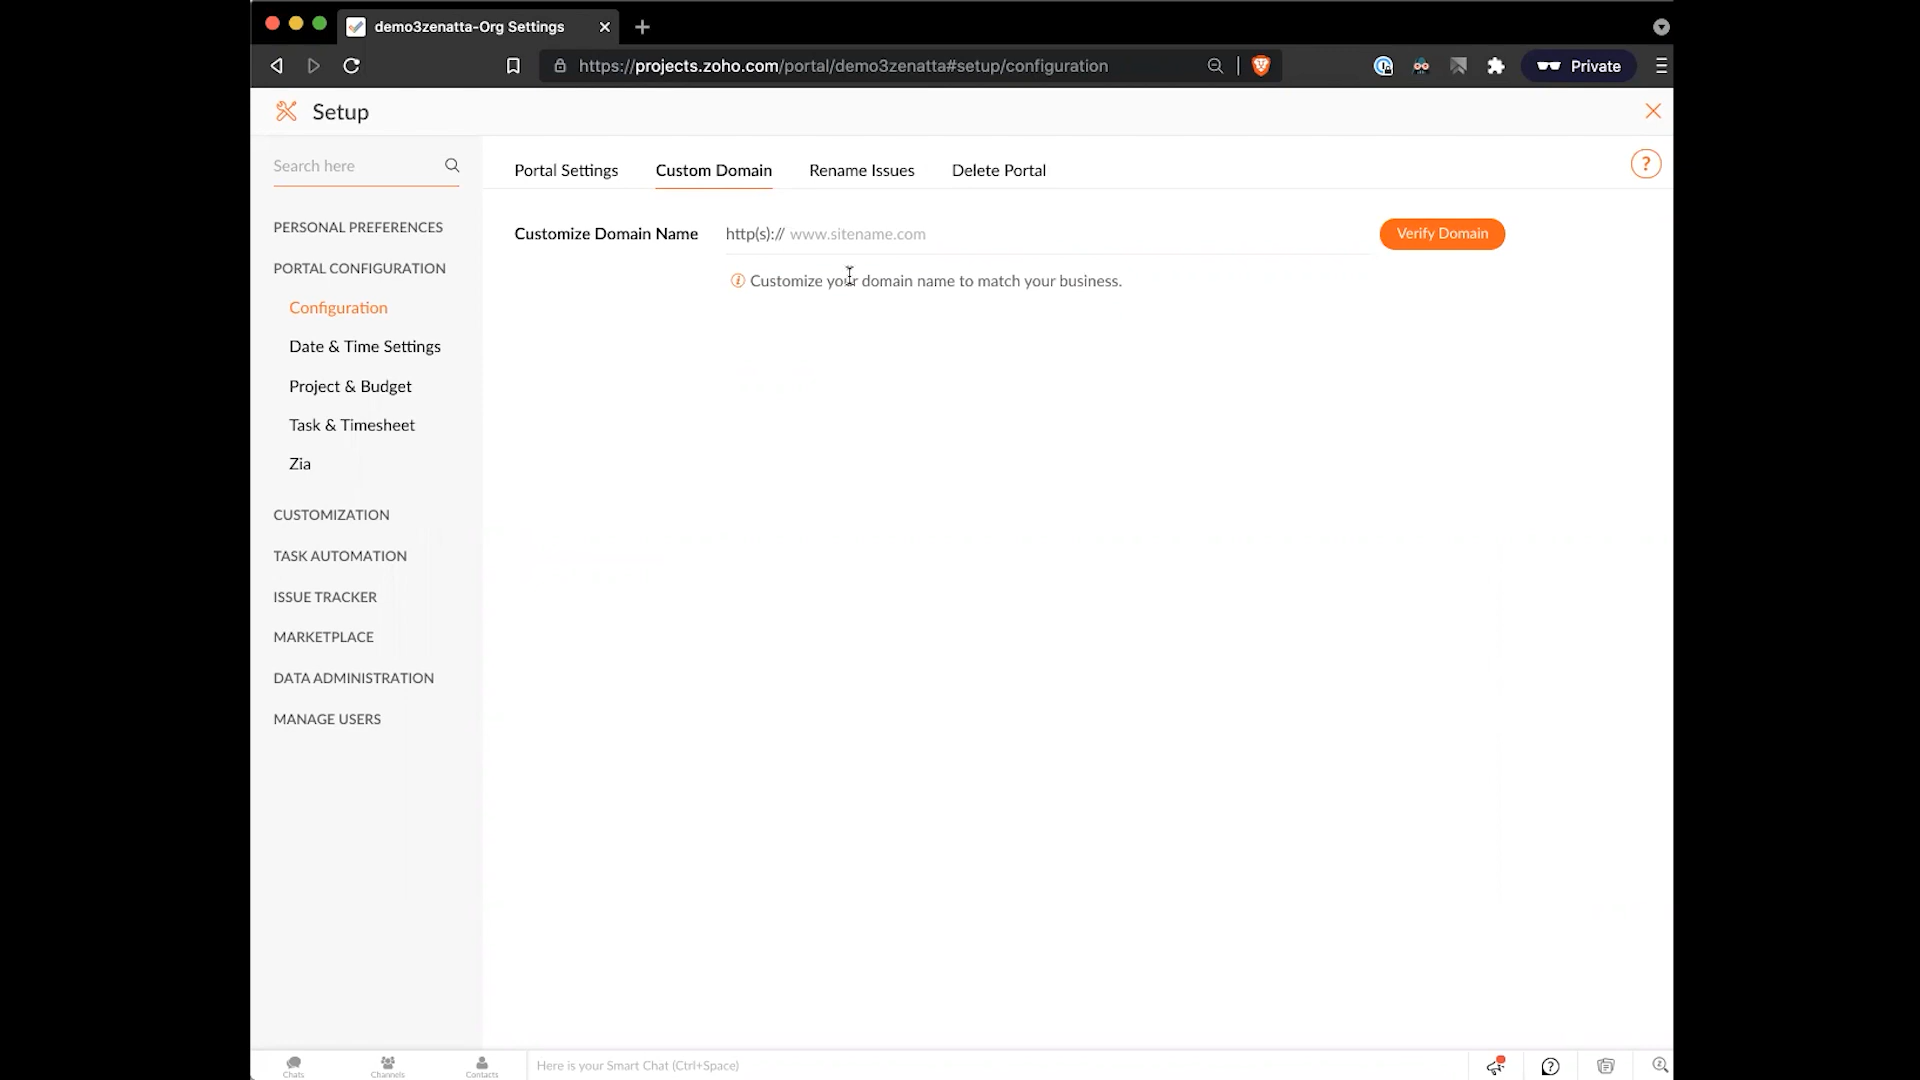 demo3zenatta-Org Settings
https://projects.zoho.com/portal/demo3zenatta#setup/configuration
Private
Setup
Search here
Portal Settings
Custom Domain
Rename Issues
Delete Portal
?
PERSONAL PREFERENCES
PORTAL CONFIGURATION
Configuration
Date & Time Settings
Project & Budget
Task & Timesheet
Zia
CUSTOMIZATION
TASK AUTOMATION
ISSUE TRACKER
MARKETPLACE
DATA ADMINISTRATION
MANAGE USERS
Customize Domain Name
http(s):// www.sitename.com
Verify Domain
Customize your domain name to match your business.
Chats
Channels
Contacts
Here is your Smart Chat (Ctrl+Space)